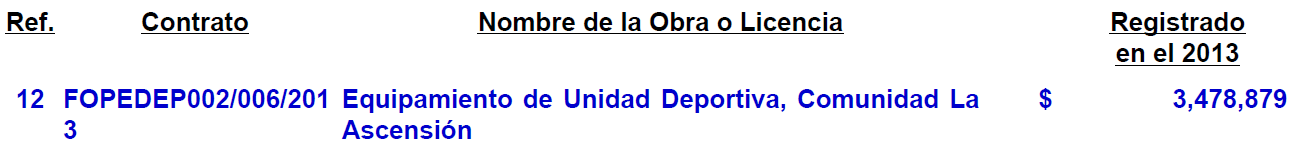 Ref. Contrato Nombre de la Obra o Licencia Registrado
en el 2013
12 FOPEDEP002/006/201 Equipamiento de Unidad Deportiva, Comunidad La $ 3,478,879
3 Ascensión